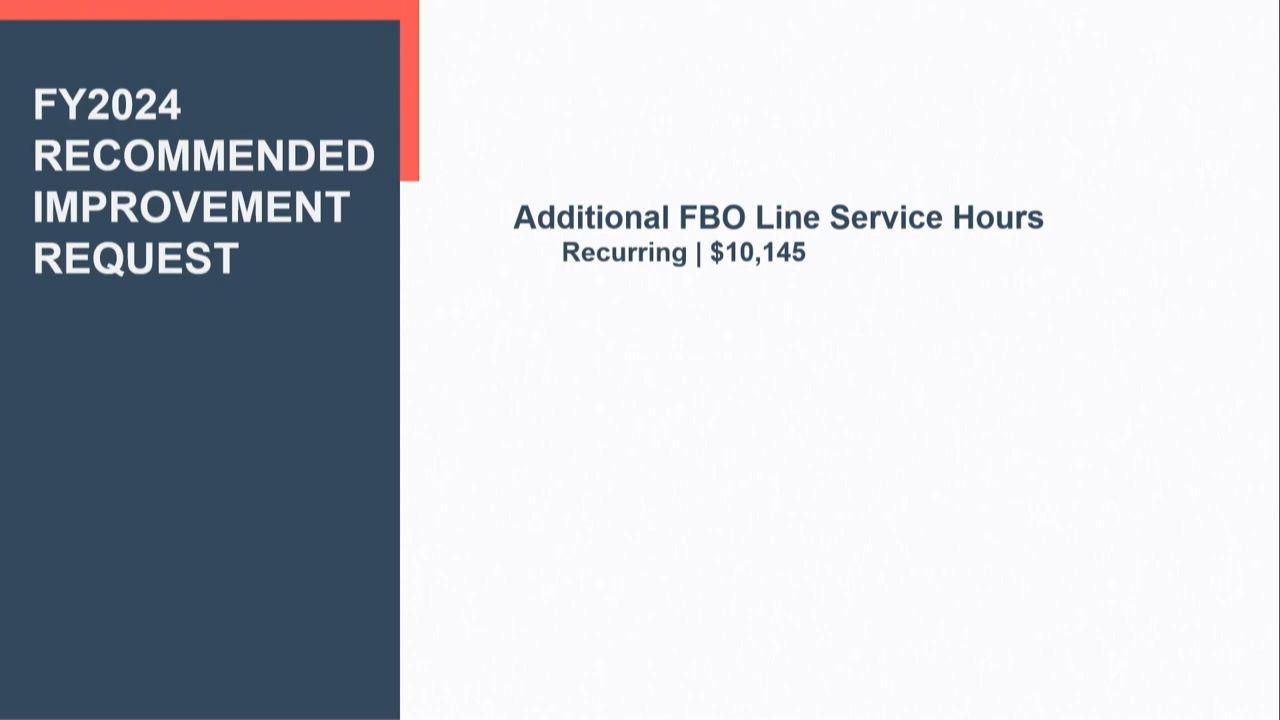 FY2024
RECOMMENDED
IMPROVEMENT
REQUEST
Additional FBO Line Service Hours
Recurring | $10,145